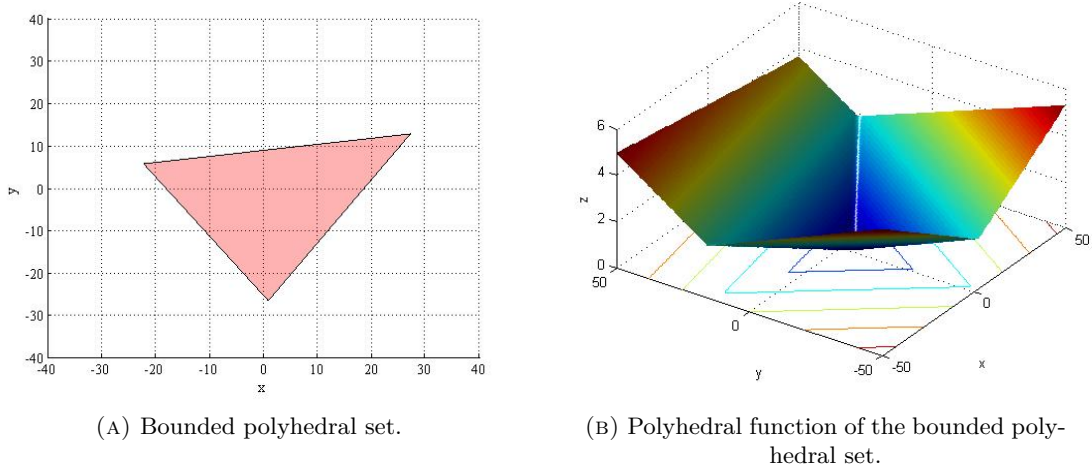 40
30
20
10
0
-10
-20
-30
-40
y
-40 -30 -20 -10 0 10 20 30 40
x
6
4
2
0
z
50
0
-50
y
-50
0
50
x
(A) Bounded polyhedral set.
(B) Polyhedral function of the bounded poly-
hedral set.